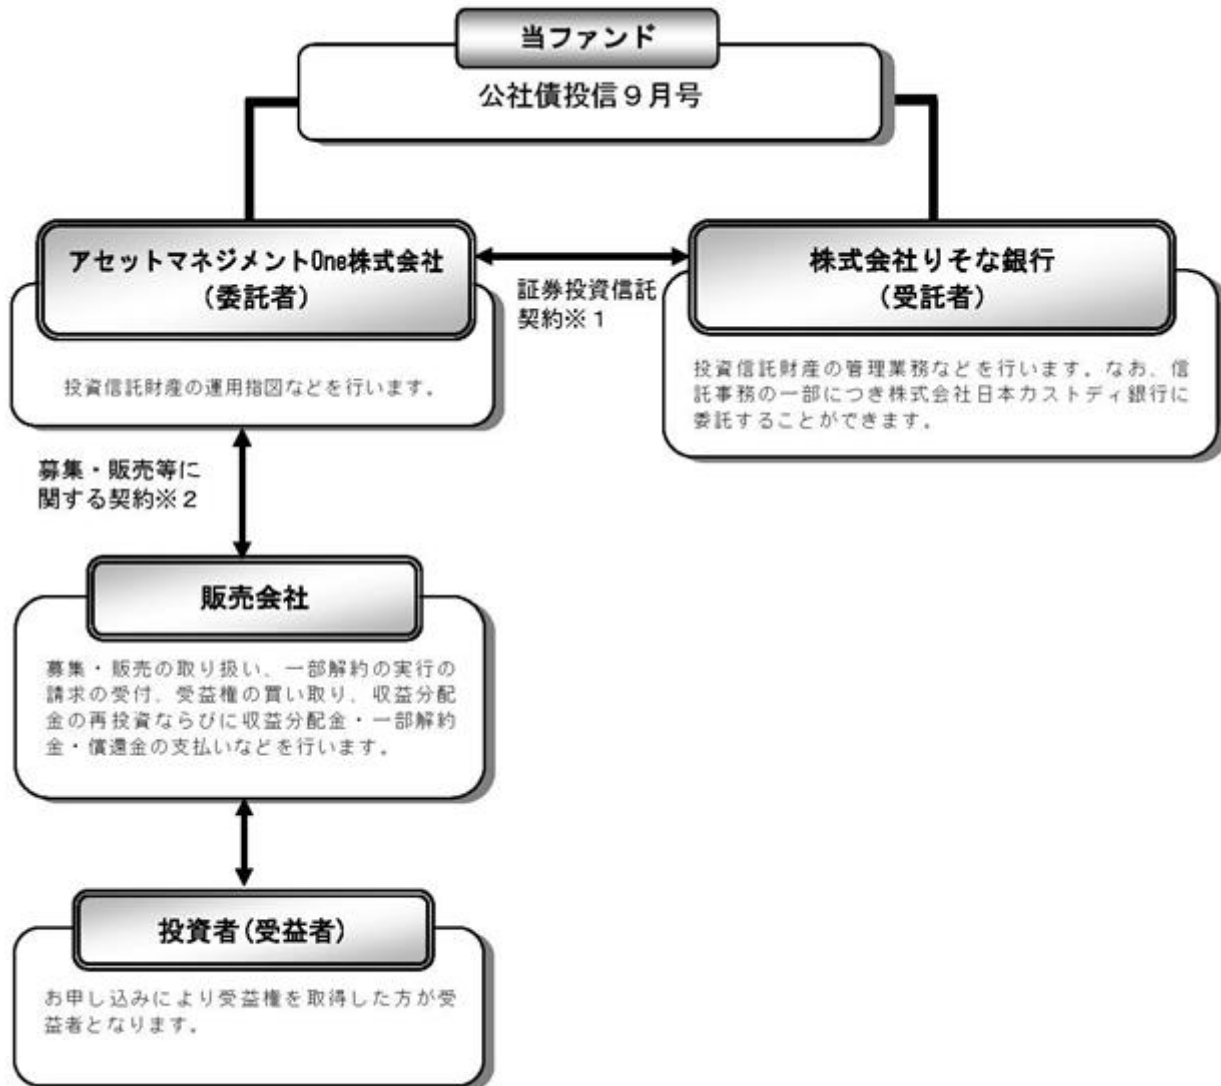 当ファンド
公社債投信９月号
アセットマネジメントOne株式会社
（委託者）
投資信託財産の運用指図などを行います。
証券投資信託
契約※１
株式会社りそな銀行
（受託者）
投資信託財産の管理業務などを行います。なお、信
託事務の一部につき株式会社日本カストディ銀行に
委託することができます。
募集・販売等に
関する契約※２
販売会社
募集・販売の取り扱い、一部解約の実行の
請求の受付、受益権の買い取り、収益分配
金の再投資ならびに収益分配金・一部解約
金・償還金の支払いなどを行います。
投資者(受益者)
お申し込みにより受益権を取得した方が受
益者となります。